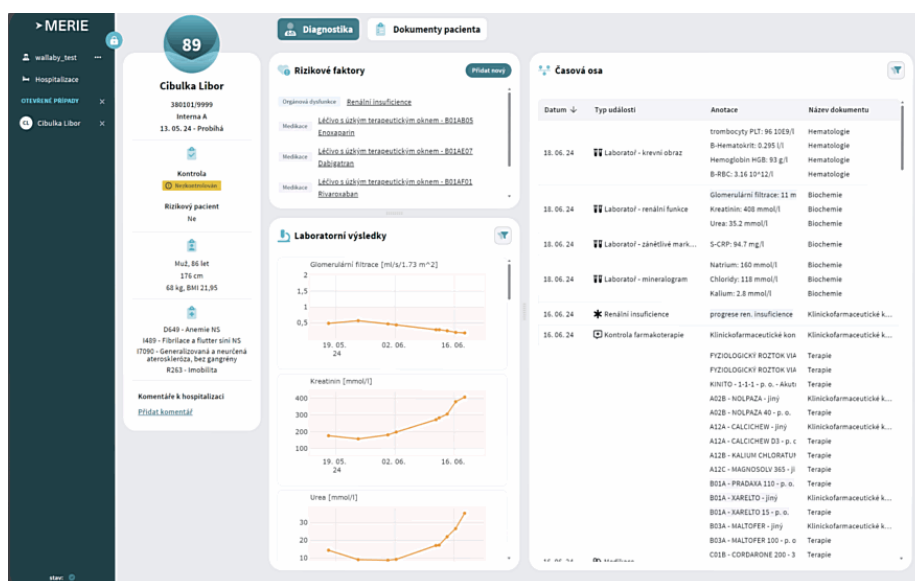 MERIE
wallaby_test
Hospitalizace
OTEVŘENÉ PŘÍPADY
CL Cibulka Libor
stav:
89
Cibulka Libor
380101/9999
Interna A
13. 05. 24 - Probíhá
Kontrola
Nezkontrolován
Rizikový pacient
Ne
Muž, 86 let
176 cm
68 kg, BMI 21,95
D649 - Anemie NS
I489 - Fibrilace a flutter síní NS
I7090 - Generalizovaná a neurčená
ateroskleróza, bez gangrény
R263 - Imobilita
Komentáře k hospitalizaci
Přidat komentář
Diagnostika
Dokumenty pacienta
Rizikové faktory
Přidat nový
Orgánová dysfunkce Renální insuficience
Medikace Léčivo s úzkým terapeutickým oknem - B01AB05
Enoxaparin
Medikace Léčivo s úzkým terapeutickým oknem - B01AE07
Dabigatran
Medikace Léčivo s úzkým terapeutickým oknem - B01AF01
Rivaroxaban
Laboratorní výsledky
Glomerulární filtrace [ml/s/1.73 m^2]
2
1,5
1
0,5
19. 05. 24
02. 06.
16. 06.
Kreatinin [mmol/l]
400
300
200
100
19. 05. 24
02. 06.
16. 06.
Urea [mmol/l]
30
20
10
Časová osa
Datum Typ události Anotace Název dokumentu
trombocyty PLT: 96 10E9/l Hematologie
B-Hematokrit: 0.295 l/l Hematologie
18. 06. 24 Laboratoř - krevní obraz
Hemoglobin HGB: 93 g/l Hematologie
B-RBC: 3.16 10^12/l Hematologie
Glomerulární filtrace: 11 m Biochemie
18. 06. 24 Laboratoř - renální funkce Kreatinin: 408 mmol/l Biochemie
Urea: 35.2 mmol/l Biochemie
18. 06. 24 Laboratoř - zánětlivé mark... S-CRP: 94.7 mg/l Biochemie
Natrium: 160 mmol/l Biochemie
18. 06. 24 Laboratoř - mineralogram Chloridy: 118 mmol/l Biochemie
Kalium: 2.8 mmol/l Biochemie
16. 06. 24 Renální insuficience progrese ren. insuficience Klinickofarmaceutické k...
16. 06. 24 Kontrola farmakoterapie Klinickofarmaceutické kon Klinickofarmaceutické k...
FYZIOLOGICKÝ ROZTOK VIA Terapie
FYZIOLOGICKÝ ROZTOK VIA Terapie
KINITO - 1-1-1 - p. o. - Akut Terapie
A02B - NOLPAZA - jiný Klinickofarmaceutické k...
A02B - NOLPAZA 40 - p. o. Terapie
A12A - CALCICHEW - jiný Klinickofarmaceutické k...
A12A - CALCICHEW D3 - p. c Terapie
A12B - KALIUM CHLORATUM Terapie
A12C - MAGNOSOLV 365 - ji Terapie
B01A - PRADAXA 110 - p. o. Terapie
B01A - XARELTO - jiný Klinickofarmaceutické k...
B01A - XARELTO 15 - p. o. Terapie
B03A - MALTOFER - jiný Klinickofarmaceutické k...
B03A - MALTOFER 100 - p. o Terapie
C01B - CORDARONE 200 - 3 Terapie